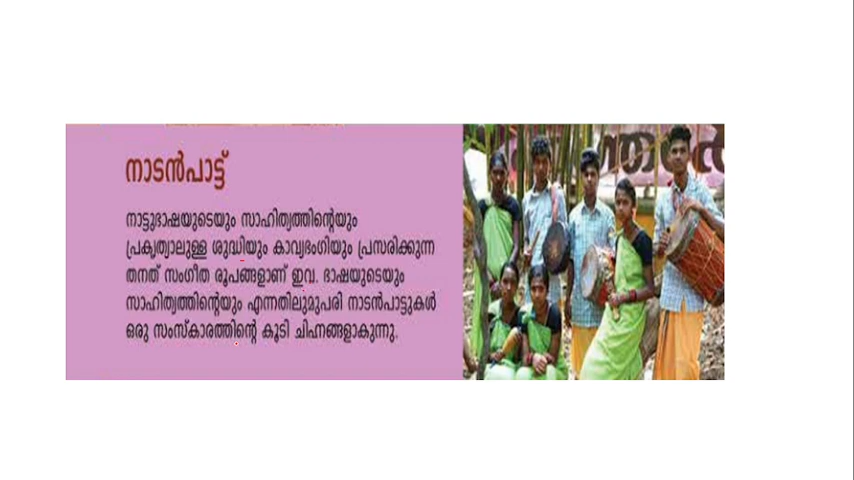 നാടൻപാട്ട്
നാട്ടുഭാഷയുടെയും സാഹിത്യത്തിന്റെയും
പ്രകൃത്യാലുള്ള ശുദ്ധിയും കാവ്യഭംഗിയും പ്രസരിക്കുന്ന
തനത് സംഗീത രൂപങ്ങളാണ് ഇവ. ഭാഷയുടെയും
സാഹിത്യത്തിന്റെയും എന്നതിലുമുപരി നാടൻപാട്ടുകൾ
ഒരു സംസ്കാരത്തിന്റെ കൂടി ചിഹ്നങ്ങളാകുന്നു.